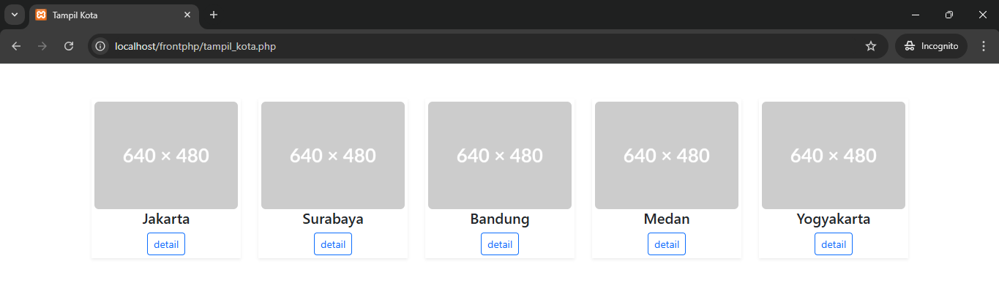 Tampil Kota
localhost/frontphp/tampil_kota.php
Incognito
640 × 480
640 × 480
640 × 480
640 × 480
640 × 480
Jakarta
Surabaya
Bandung
Medan
Yogyakarta
detail
detail
detail
detail
detail